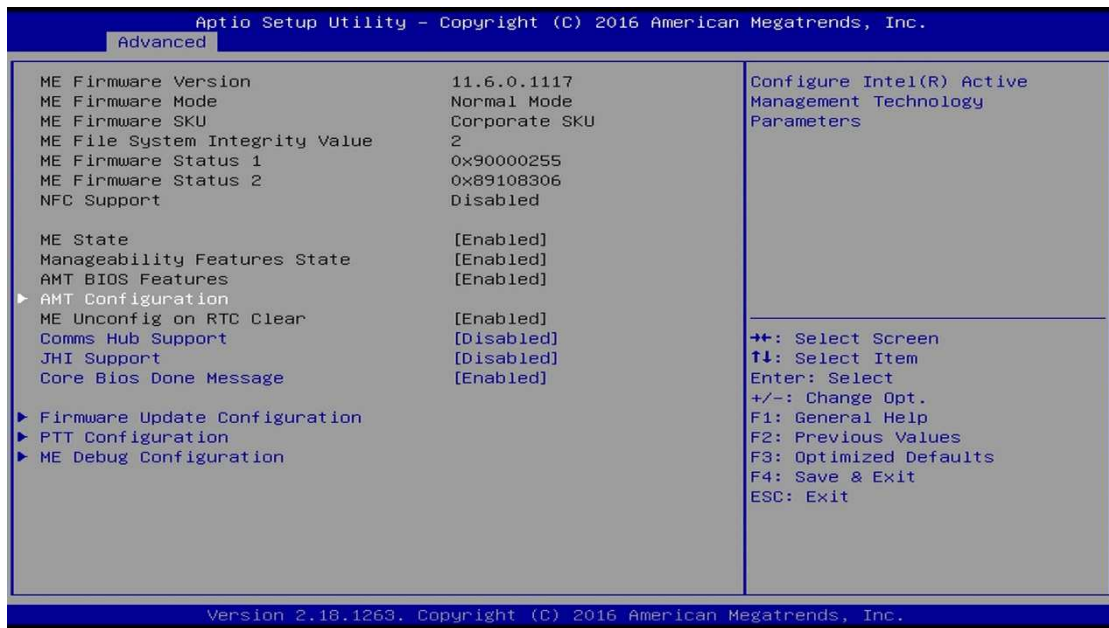 Aptio Setup Utility – Copyright (C) 2016 American Megatrends, Inc.
Advanced
ME Firmware Version 11.6.0.1117
ME Firmware Mode Normal Mode
ME Firmware SKU Corporate SKU
ME File System Integrity Value 2
ME Firmware Status 1 0x90000255
ME Firmware Status 2 0x89108306
NFC Support Disabled
ME State [Enabled]
Manageability Features State [Enabled]
AMT BIOS Features [Enabled]
▶ AMT Configuration
ME Unconfig on RTC Clear [Enabled]
Comms Hub Support [Disabled]
JHI Support [Disabled]
Core Bios Done Message [Enabled]
▶ Firmware Update Configuration
▶ PTT Configuration
▶ ME Debug Configuration
Configure Intel(R) Active
Management Technology
Parameters
→←: Select Screen
↑↓: Select Item
Enter: Select
+/-: Change Opt.
F1: General Help
F2: Previous Values
F3: Optimized Defaults
F4: Save & Exit
ESC: Exit
Version 2.18.1263. Copyright (C) 2016 American Megatrends, Inc.